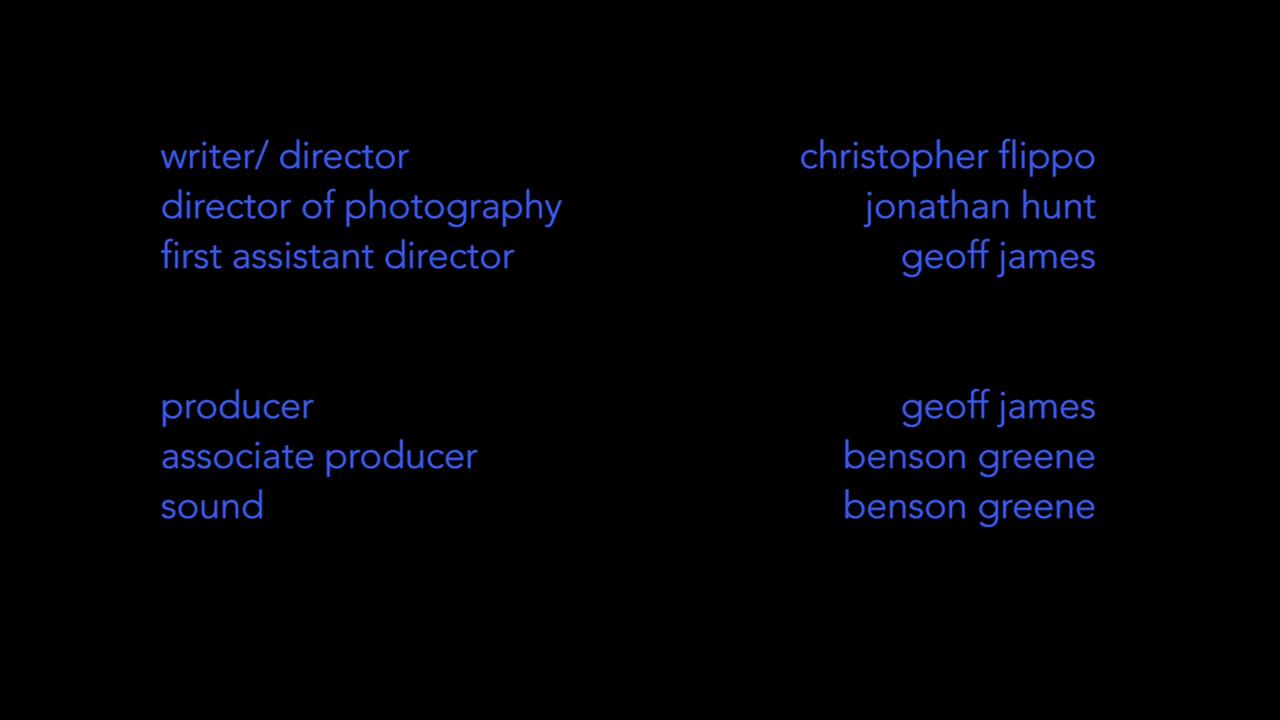 writer/ director christopher flippo
director of photography jonathan hunt
first assistant director geoff james
producer geoff james
associate producer benson greene
sound benson greene